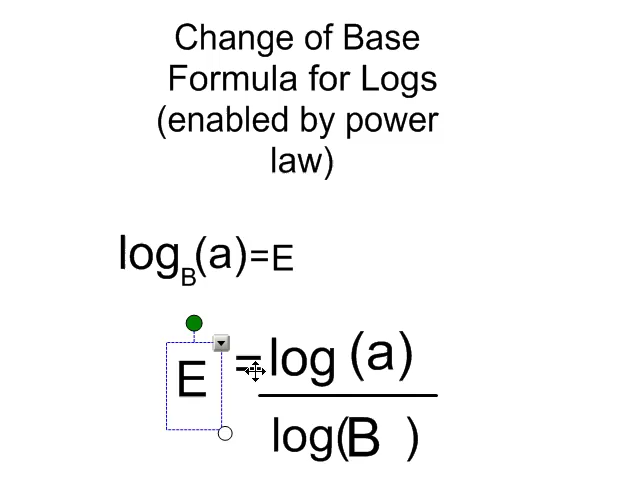 Change of Base
Formula for Logs
(enabled by power
law)
log_B(a)=E
E = log (a)
log(B )